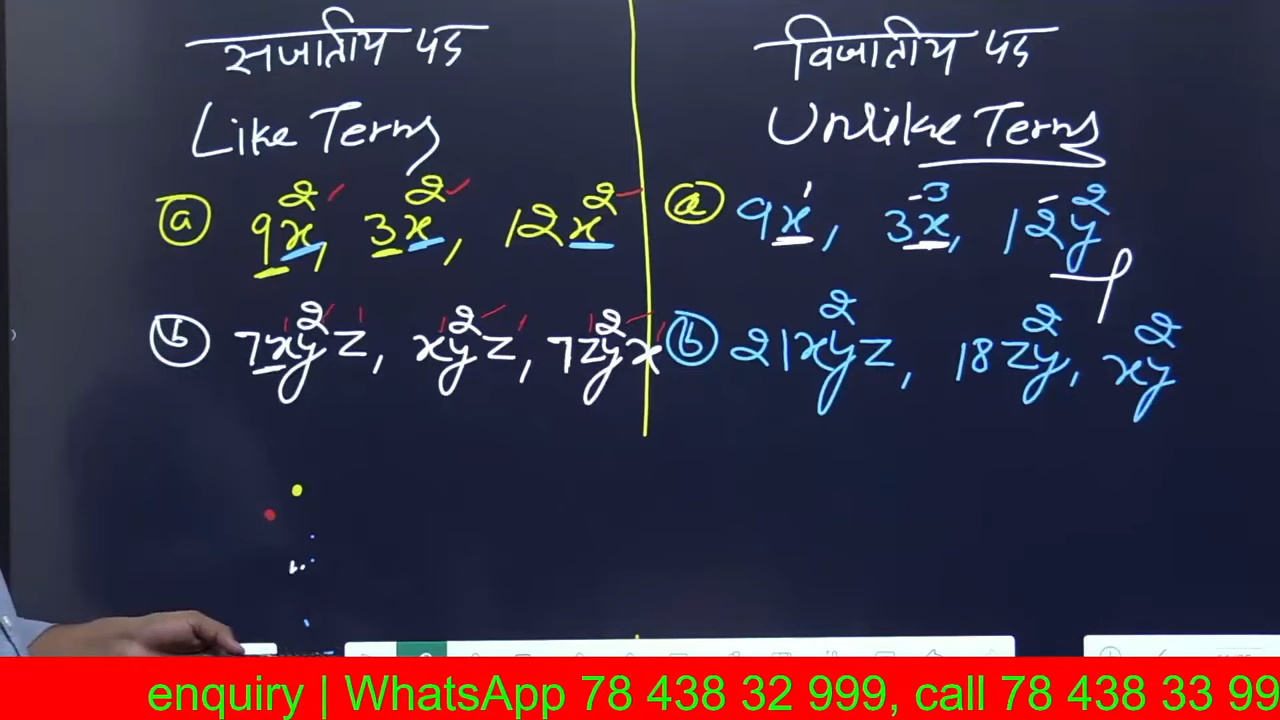 सजातीय पद
Like Terms
ⓐ 9x², 3x², 12x²
ⓑ 7xy²z, xy²z, 7zy²x
विजातीय पद
Unlike Terms
ⓐ 9x¹, 3x⁻³, 12y²
ⓑ 21xy²z, 18zy², xy²
enquiry | WhatsApp 78 438 32 999, call 78 438 33 99